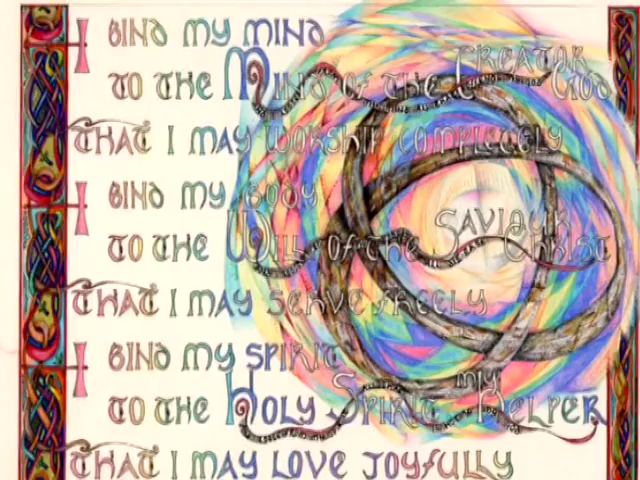 I BIND MY MIND
TO THE MIND OF THE CREATOR GOD
THAT I MAY WORSHIP COMPLETELY
I BIND MY BODY
TO THE WILL OF THE SAVIOUR CHRIST
THAT I MAY SERVE FREELY
I BIND MY SPIRIT
TO THE HOLY SPIRIT MY HELPER
THAT I MAY LOVE JOYFULLY